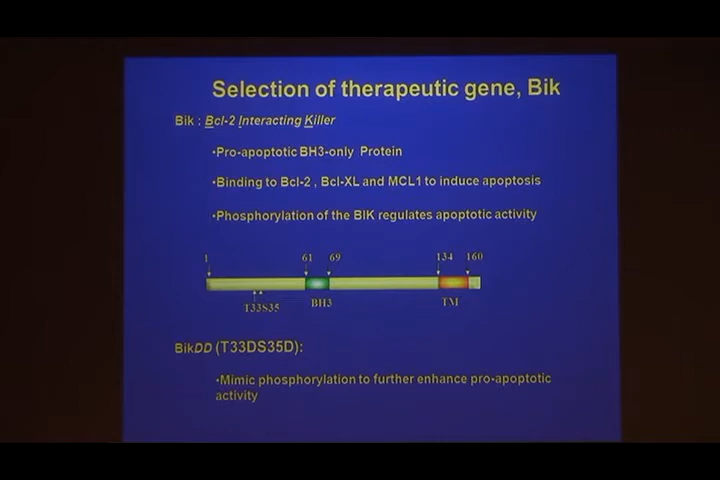 Selection of therapeutic gene, Bik
Bik : Bcl-2 Interacting Killer
•Pro-apoptotic BH3-only Protein
•Binding to Bcl-2 , Bcl-XL and MCL1 to induce apoptosis
•Phosphorylation of the BIK regulates apoptotic activity
1 61 69 134 160
T33S35 BH3 TM
BikDD (T33DS35D):
•Mimic phosphorylation to further enhance pro-apoptotic
activity